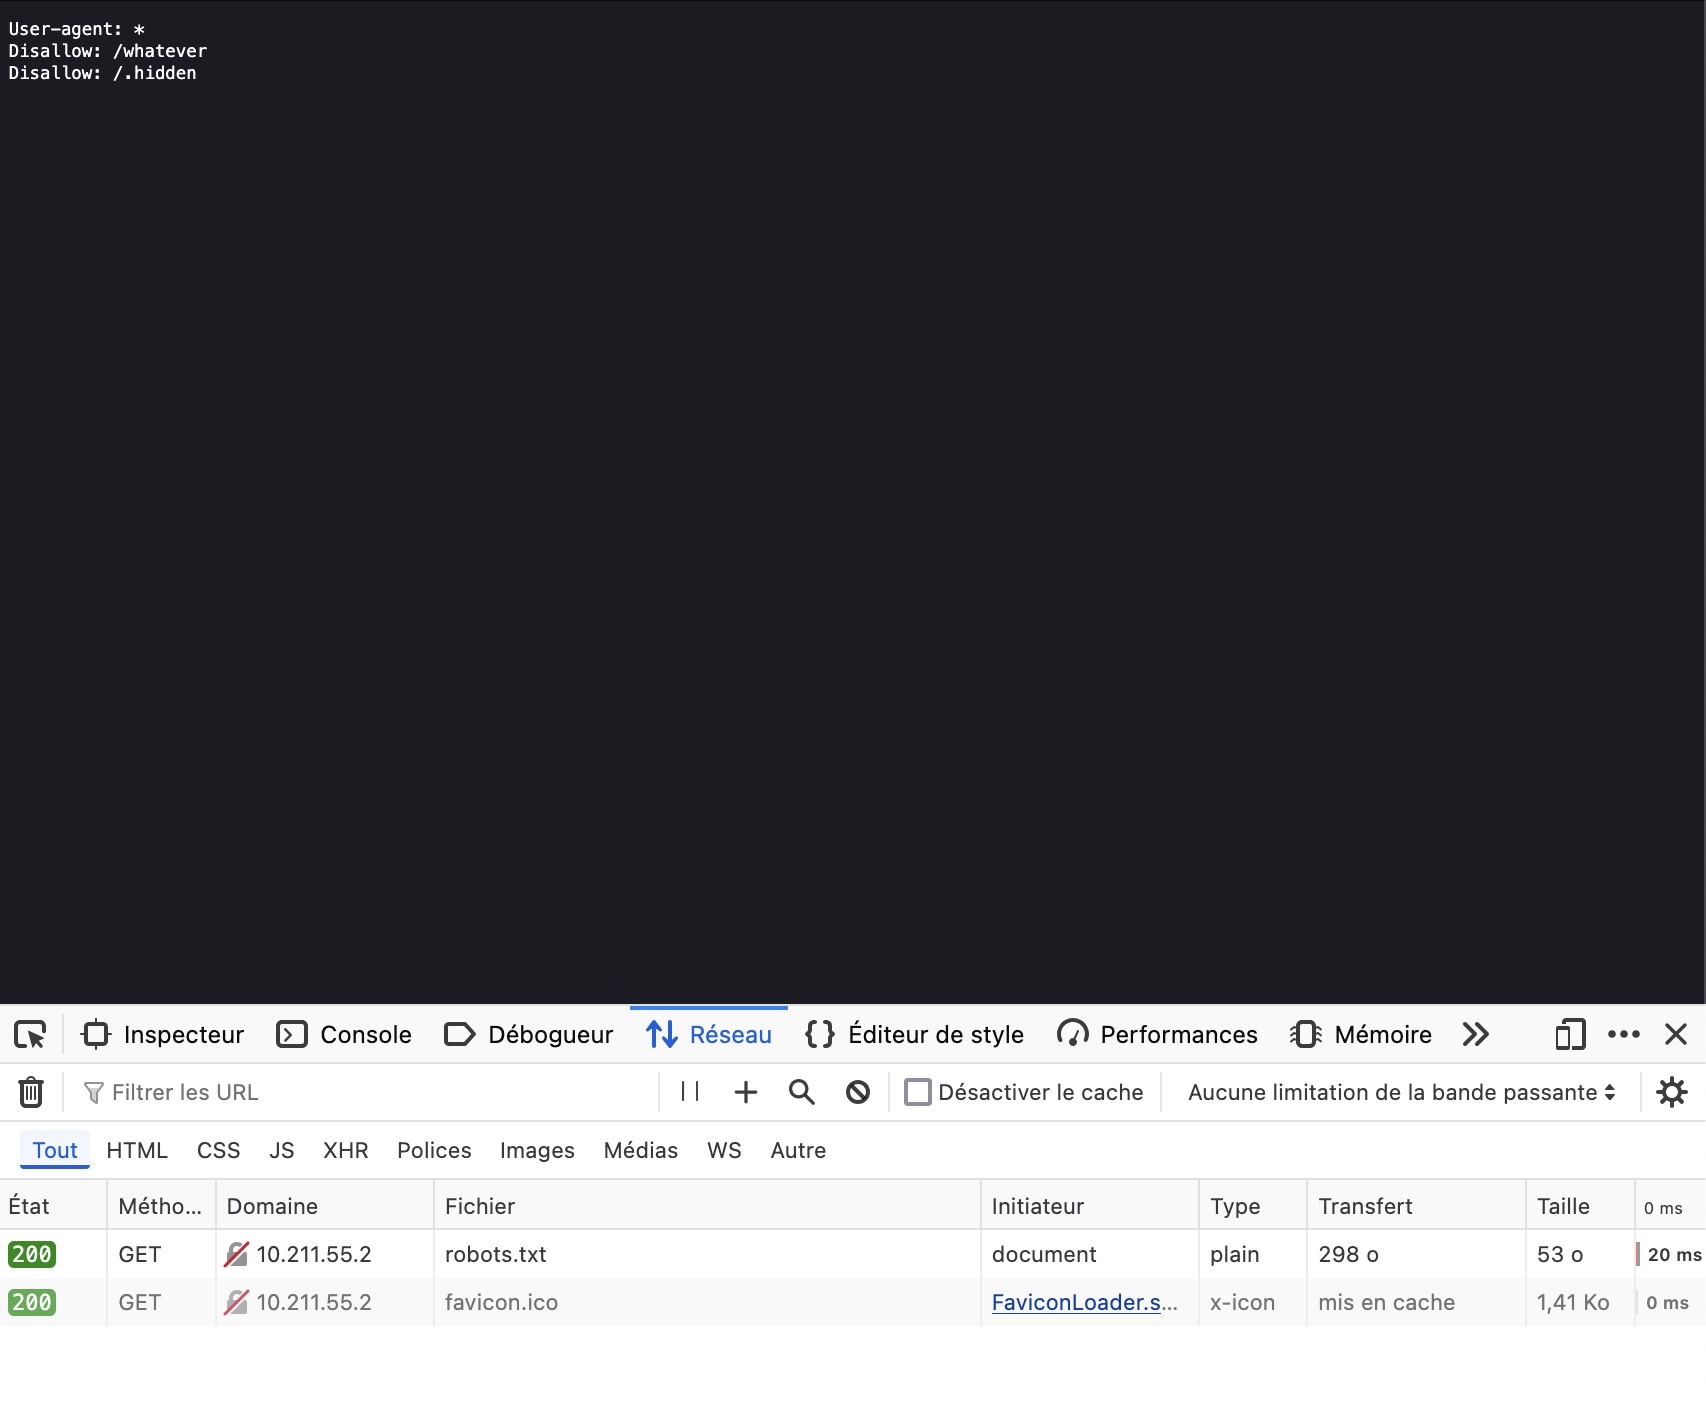 User-agent: *
Disallow: /whatever
Disallow: /.hidden
Inspecteur Console Débogueur Réseau Éditeur de style Performances Mémoire
Filtrer les URL Désactiver le cache Aucune limitation de la bande passante
Tout HTML CSS JS XHR Polices Images Médias WS Autre
État Métho... Domaine Fichier Initiateur Type Transfert Taille 0 ms
200 GET 10.211.55.2 robots.txt document plain 298 o 53 o 20 ms
200 GET 10.211.55.2 favicon.ico FaviconLoader.s... x-icon mis en cache 1,41 Ko 0 ms